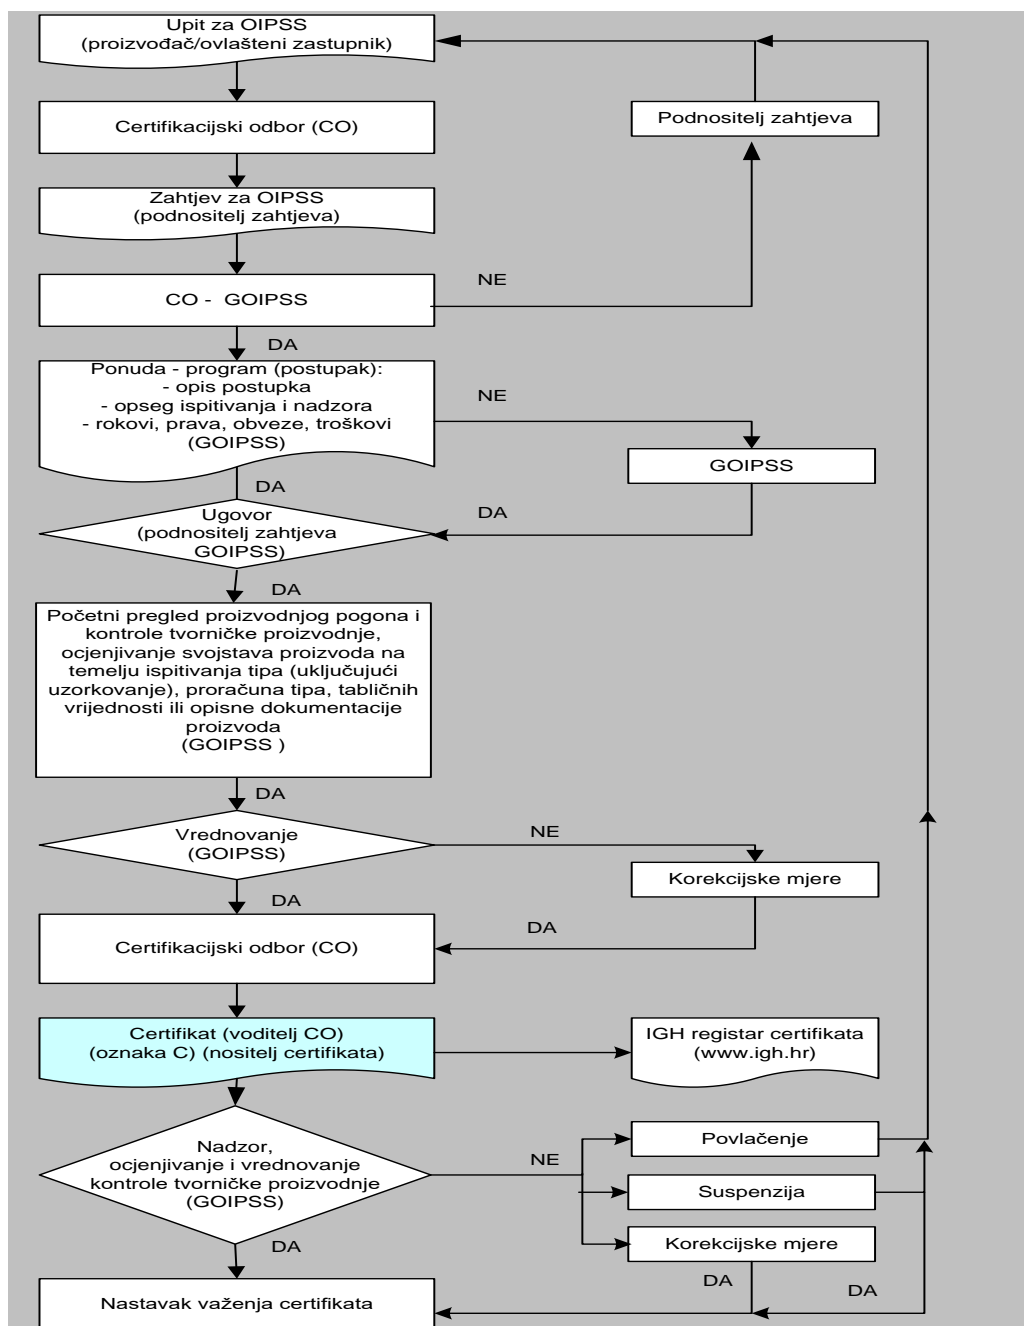 Upit za OIPSS
(proizvođač/ovlašteni zastupnik)
Certifikacijski odbor (CO)
Podnositelj zahtjeva
Zahtjev za OIPSS
(podnositelj zahtjeva)
NE
CO - GOIPSS
DA
Ponuda - program (postupak):
- opis postupka
- opseg ispitivanja i nadzora
- rokovi, prava, obveze, troškovi
(GOIPSS)
NE
GOIPSS
DA
DA
Ugovor
(podnositelj zahtjeva
GOIPSS)
DA
Početni pregled proizvodnjog pogona i
kontrole tvorničke proizvodnje,
ocjenjivanje svojstava proizvoda na
temelju ispitivanja tipa (uključujući
uzorkovanje), proračuna tipa, tabličnih
vrijednosti ili opisne dokumentacije
proizvoda
(GOIPSS )
DA
Vrednovanje
(GOIPSS)
NE
Korekcijske mjere
DA
DA
Certifikacijski odbor (CO)
Certifikat (voditelj CO)
(oznaka C) (nositelj certifikata)
IGH registar certifikata
(www.igh.hr)
Nadzor,
ocjenjivanje i vrednovanje
kontrole tvorničke proizvodnje
(GOIPSS)
NE
Povlačenje
Suspenzija
Korekcijske mjere
DA
DA
DA
Nastavak važenja certifikata